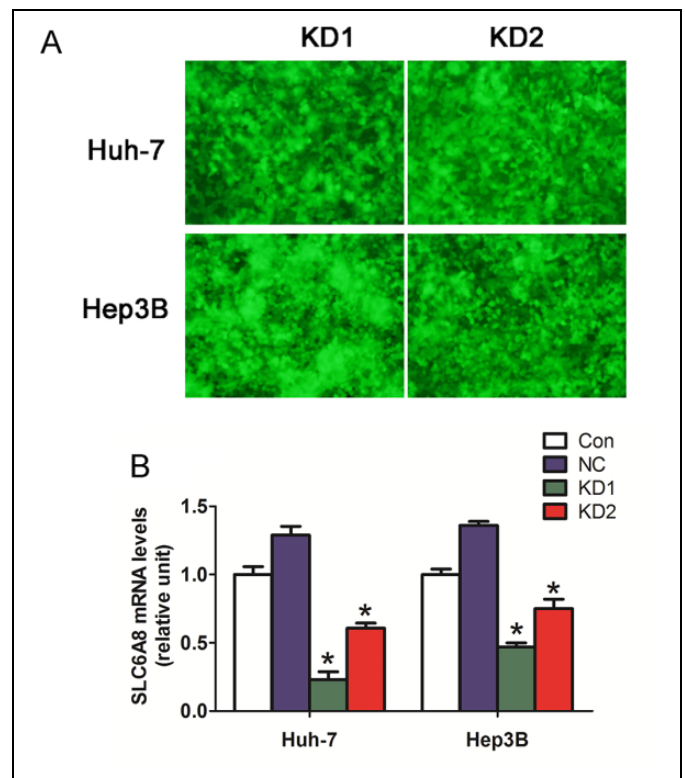 A
KD1 KD2
Huh-7
Hep3B
B
Con
NC
KD1
KD2
SLC6A8 mRNA levels
(relative unit)
1.5
1.0
0.5
0.0
*
*
*
*
Huh-7 Hep3B